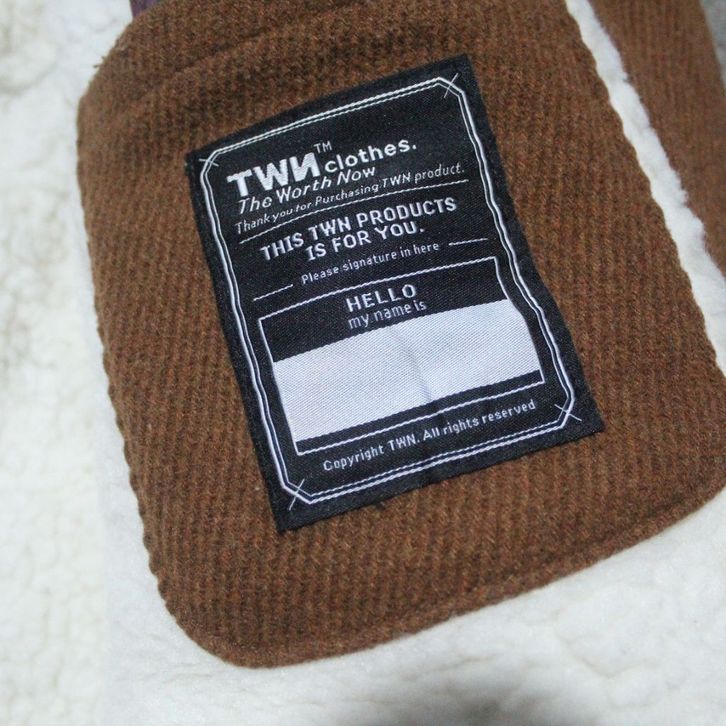 TWN™ clothes.
The Worth Now
Thank you for Purchasing TWN product.
THIS TWN PRODUCTS
IS FOR YOU.
Please signature in here
HELLO
my name is
Copyright TWN. All rights reserved